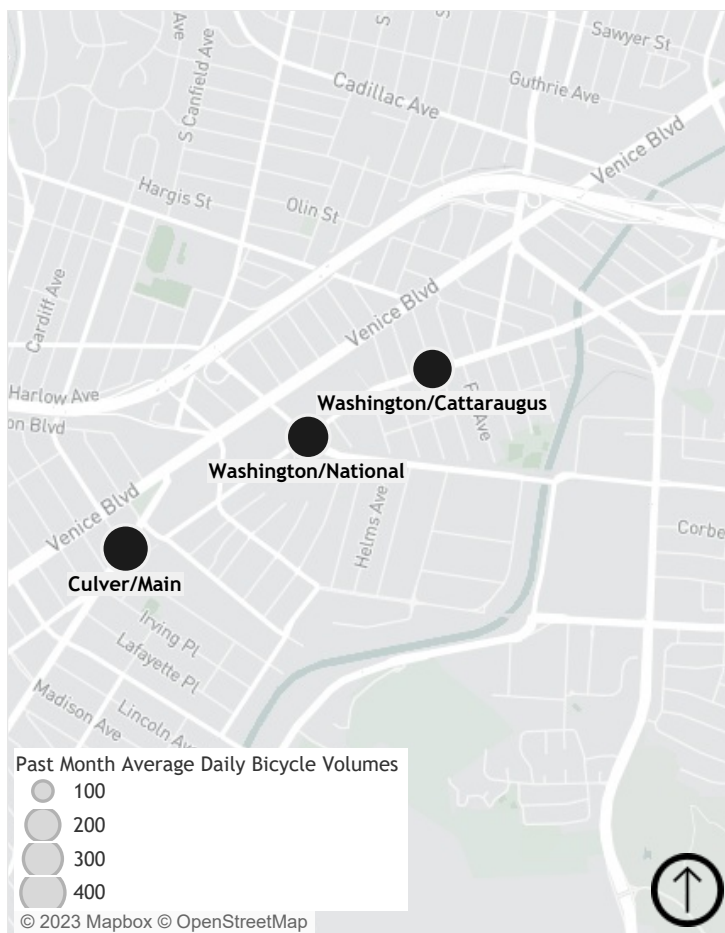 S
S
Ave
S Canfield Ave
Sawyer St
Cadillac Ave
Guthrie Ave
Venice Blvd
Hargis St
Olin St
Cardiff Ave
Venice Blvd
Harlow Ave
on Blvd
Washington/Cattaraugus
Ave
Washington/National
Venice Blvd
Helms Ave
Corbe
Culver/Main
Irving Pl
Lafayette Pl
Madison Ave
Lincoln Av
Past Month Average Daily Bicycle Volumes
100
200
300
400
© 2023 Mapbox © OpenStreetMap